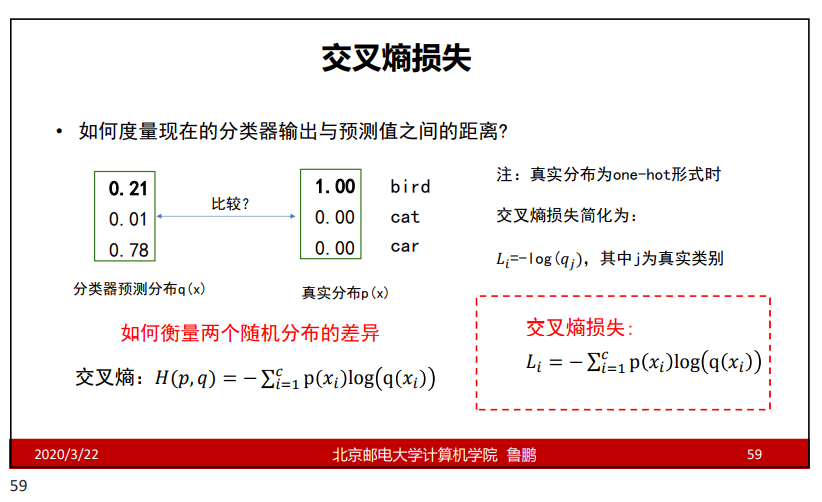 交叉熵损失
• 如何度量现在的分类器输出与预测值之间的距离?
0.21
0.01
0.78
比较?
1.00 bird
0.00 cat
0.00 car
分类器预测分布q(x)
真实分布p(x)
注: 真实分布为one-hot形式时
交叉熵损失简化为:
L_i=-log(q_j), 其中j为真实类别
如何衡量两个随机分布的差异
交叉熵: H(p,q) = −∑_{i=1}^{c} p(x_i)log(q(x_i))
交叉熵损失:
L_i = −∑_{i=1}^{c} p(x_i)log(q(x_i))
2020/3/22 北京邮电大学计算机学院 鲁鹏 59
59